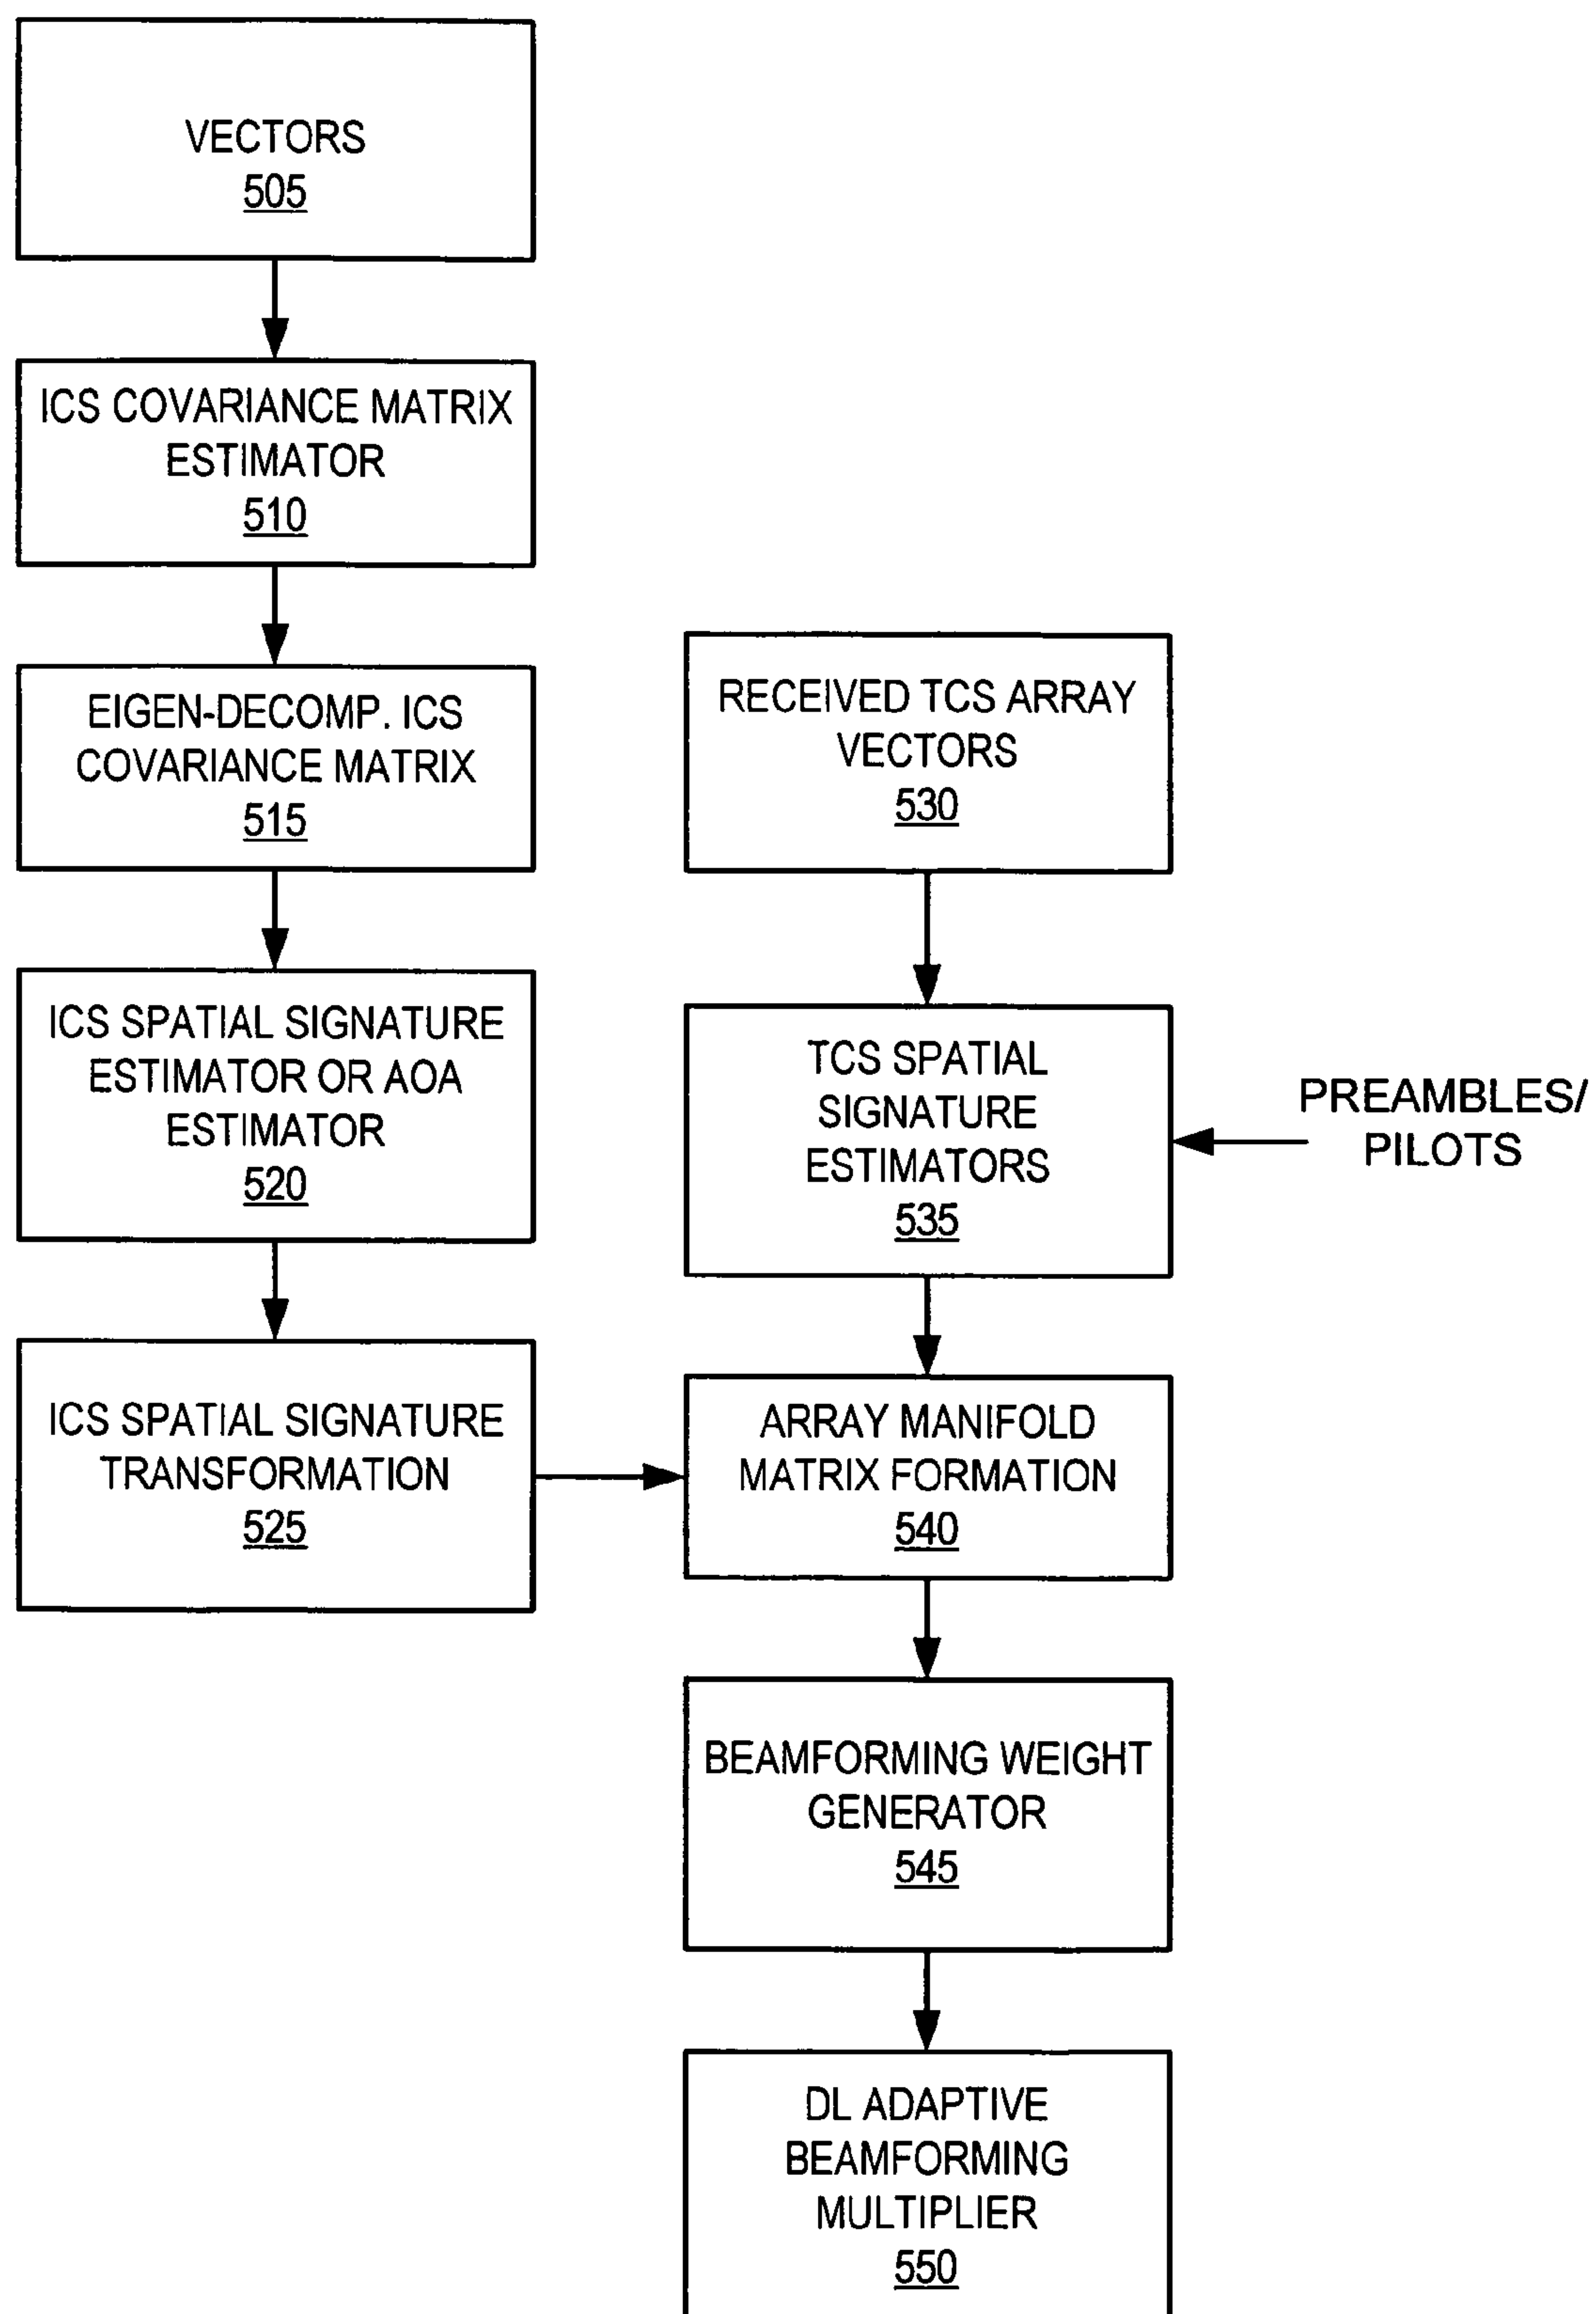 VECTORS
505
ICS COVARIANCE MATRIX
ESTIMATOR
510
EIGEN-DECOMP. ICS
COVARIANCE MATRIX
515
ICS SPATIAL SIGNATURE
ESTIMATOR OR AOA
ESTIMATOR
520
ICS SPATIAL SIGNATURE
TRANSFORMATION
525
RECEIVED TCS ARRAY
VECTORS
530
TCS SPATIAL
SIGNATURE
ESTIMATORS
535
PREAMBLES/
PILOTS
ARRAY MANIFOLD
MATRIX FORMATION
540
BEAMFORMING WEIGHT
GENERATOR
545
DL ADAPTIVE
BEAMFORMING
MULTIPLIER
550